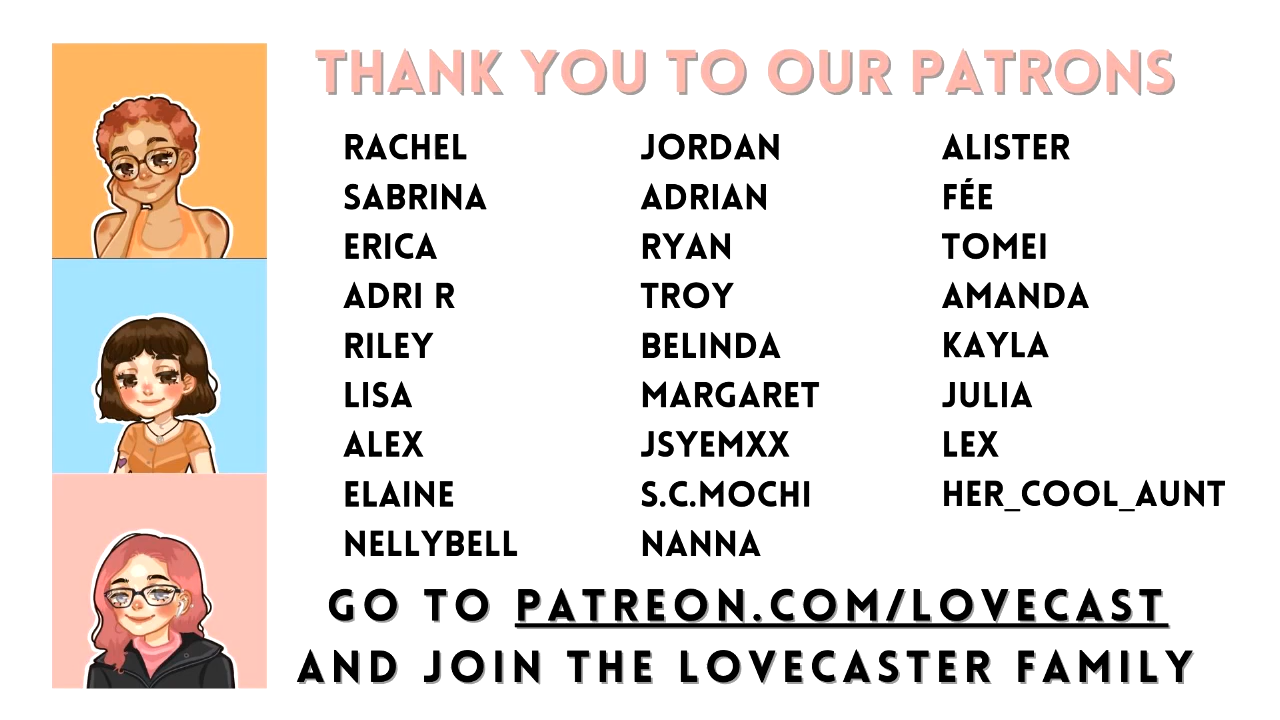 THANK YOU TO OUR PATRONS
RACHEL
SABRINA
ERICA
ADRI R
RILEY
LISA
ALEX
ELAINE
NELLYBELL
JORDAN
ADRIAN
RYAN
TROY
BELINDA
MARGARET
JSYEMXX
S.C.MOCHI
NANNA
ALISTER
FÉE
TOMEI
AMANDA
KAYLA
JULIA
LEX
HER_COOL_AUNT
GO TO PATREON.COM/LOVECAST
AND JOIN THE LOVECASTER FAMILY